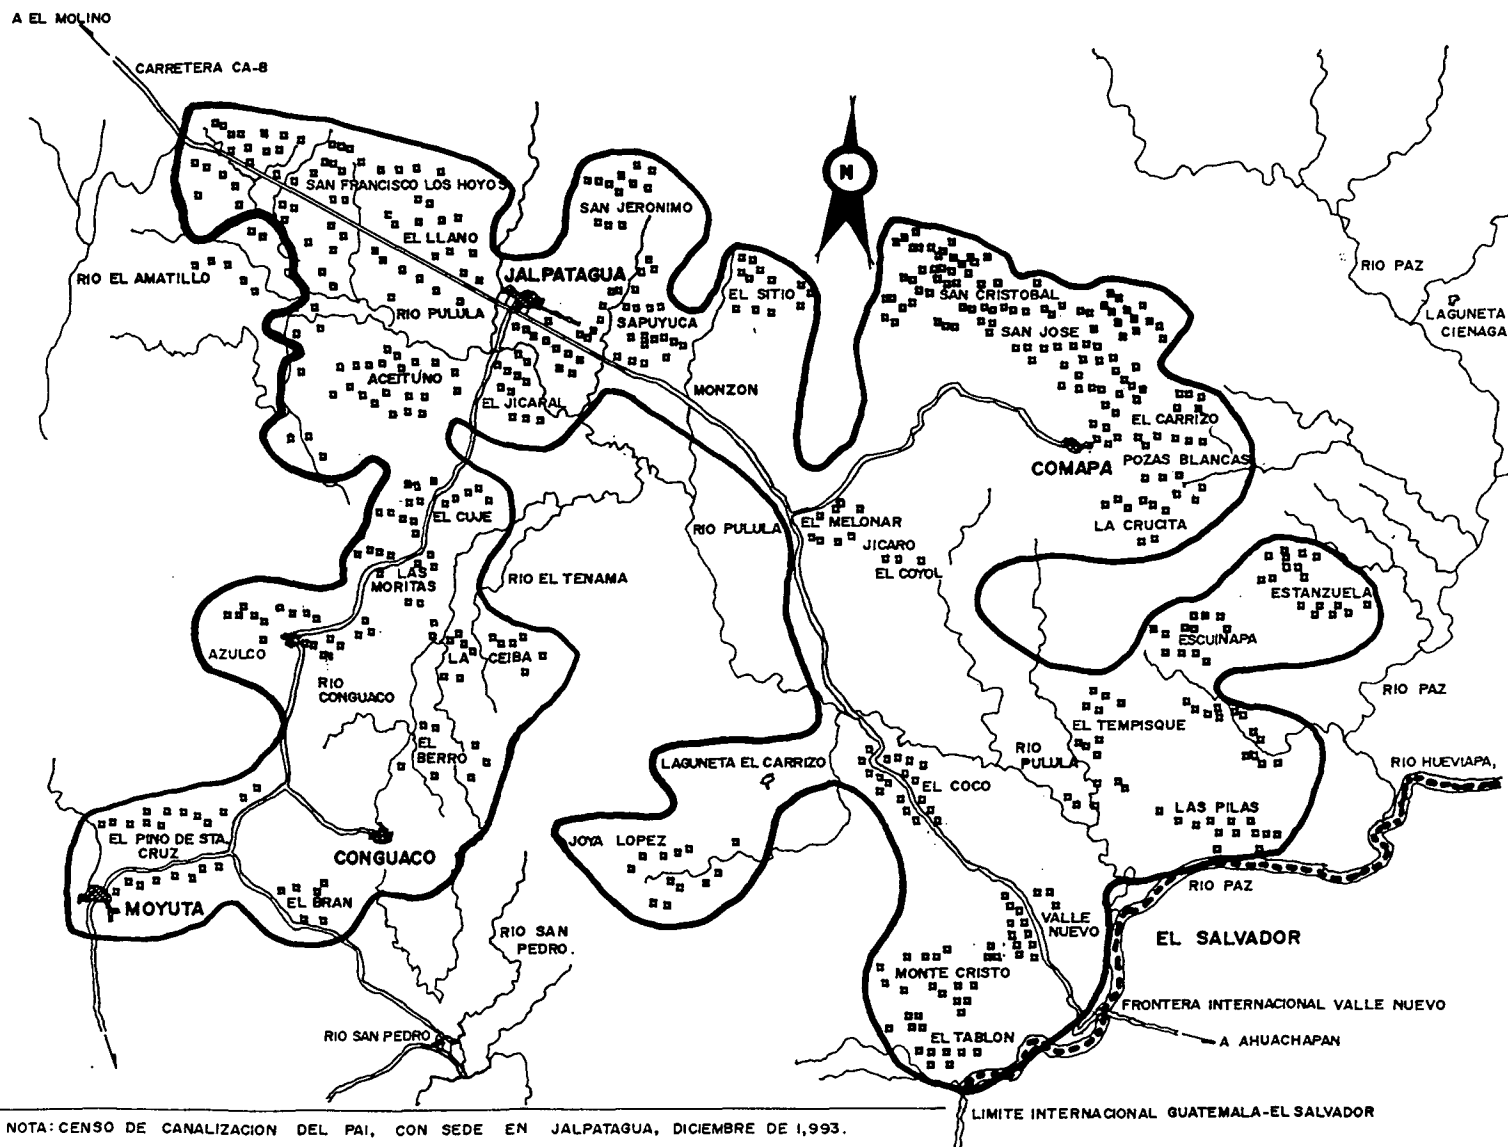 A EL MOLINO
CARRETERA CA-8
SAN FRANCISCO LOS HOYOS
SAN JERONIMO
N
EL LLANO
RIO EL AMATILLO
JALPATAGUA
RIO PULULA
EL SITIO
SAPUYUCA
SAN CRISTOBAL
SAN JOSE
RIO PAZ
LAGUNETA
CIENAGA
ACEITUNO
EL JICARAL
MONZON
EL CARRIZO
COMAPA
POZAS BLANCAS
EL CUJE
RIO PULULA
EL MELONAR
LA CRUCITA
JICARO
EL COYOL
LAS
MORITAS
RIO EL TENAMA
ESTANZUELA
ESCUINAPA
AZULCO
LA CEIBA
RIO
CONGUACO
RIO PAZ
EL TEMPISQUE
EL
BERRO
RIO
PULULA
LAGUNETA EL CARRIZO
RIO HUEVIAPA,
EL COCO
LAS PILAS
EL PINO DE STA
CRUZ
JOYA LOPEZ
CONGUACO
RIO PAZ
MOYUTA
EL BRAN
VALLE
NUEVO
RIO SAN
PEDRO.
EL SALVADOR
MONTE CRISTO
FRONTERA INTERNACIONAL VALLE NUEVO
RIO SAN PEDRO
EL TABLON
A AHUACHAPAN
LIMITE INTERNACIONAL GUATEMALA-EL SALVADOR
NOTA: CENSO DE CANALIZACION DEL PAI, CON SEDE EN JALPATAGUA, DICIEMBRE DE 1,993.